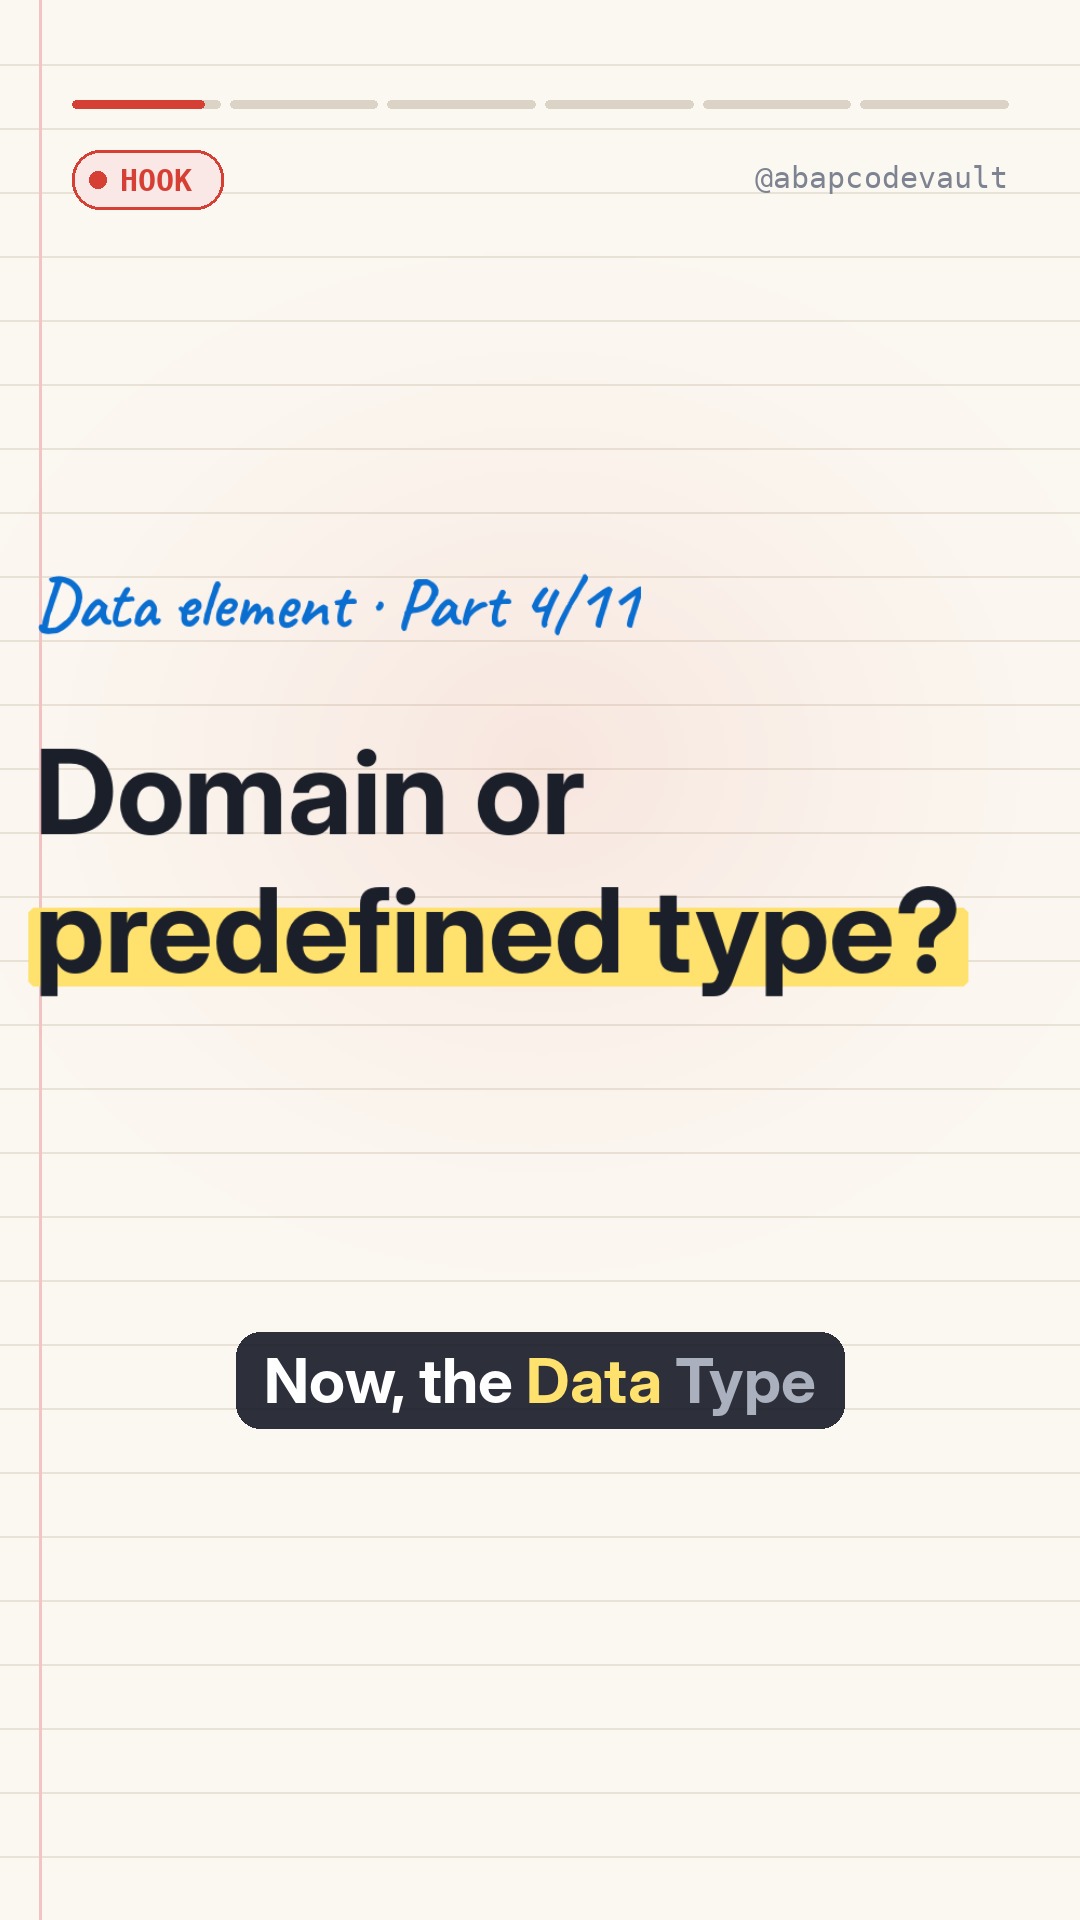 HOOK
@abapcodevault
Data element · Part 4/11
Domain or
predefined type?
Now, the Data Type